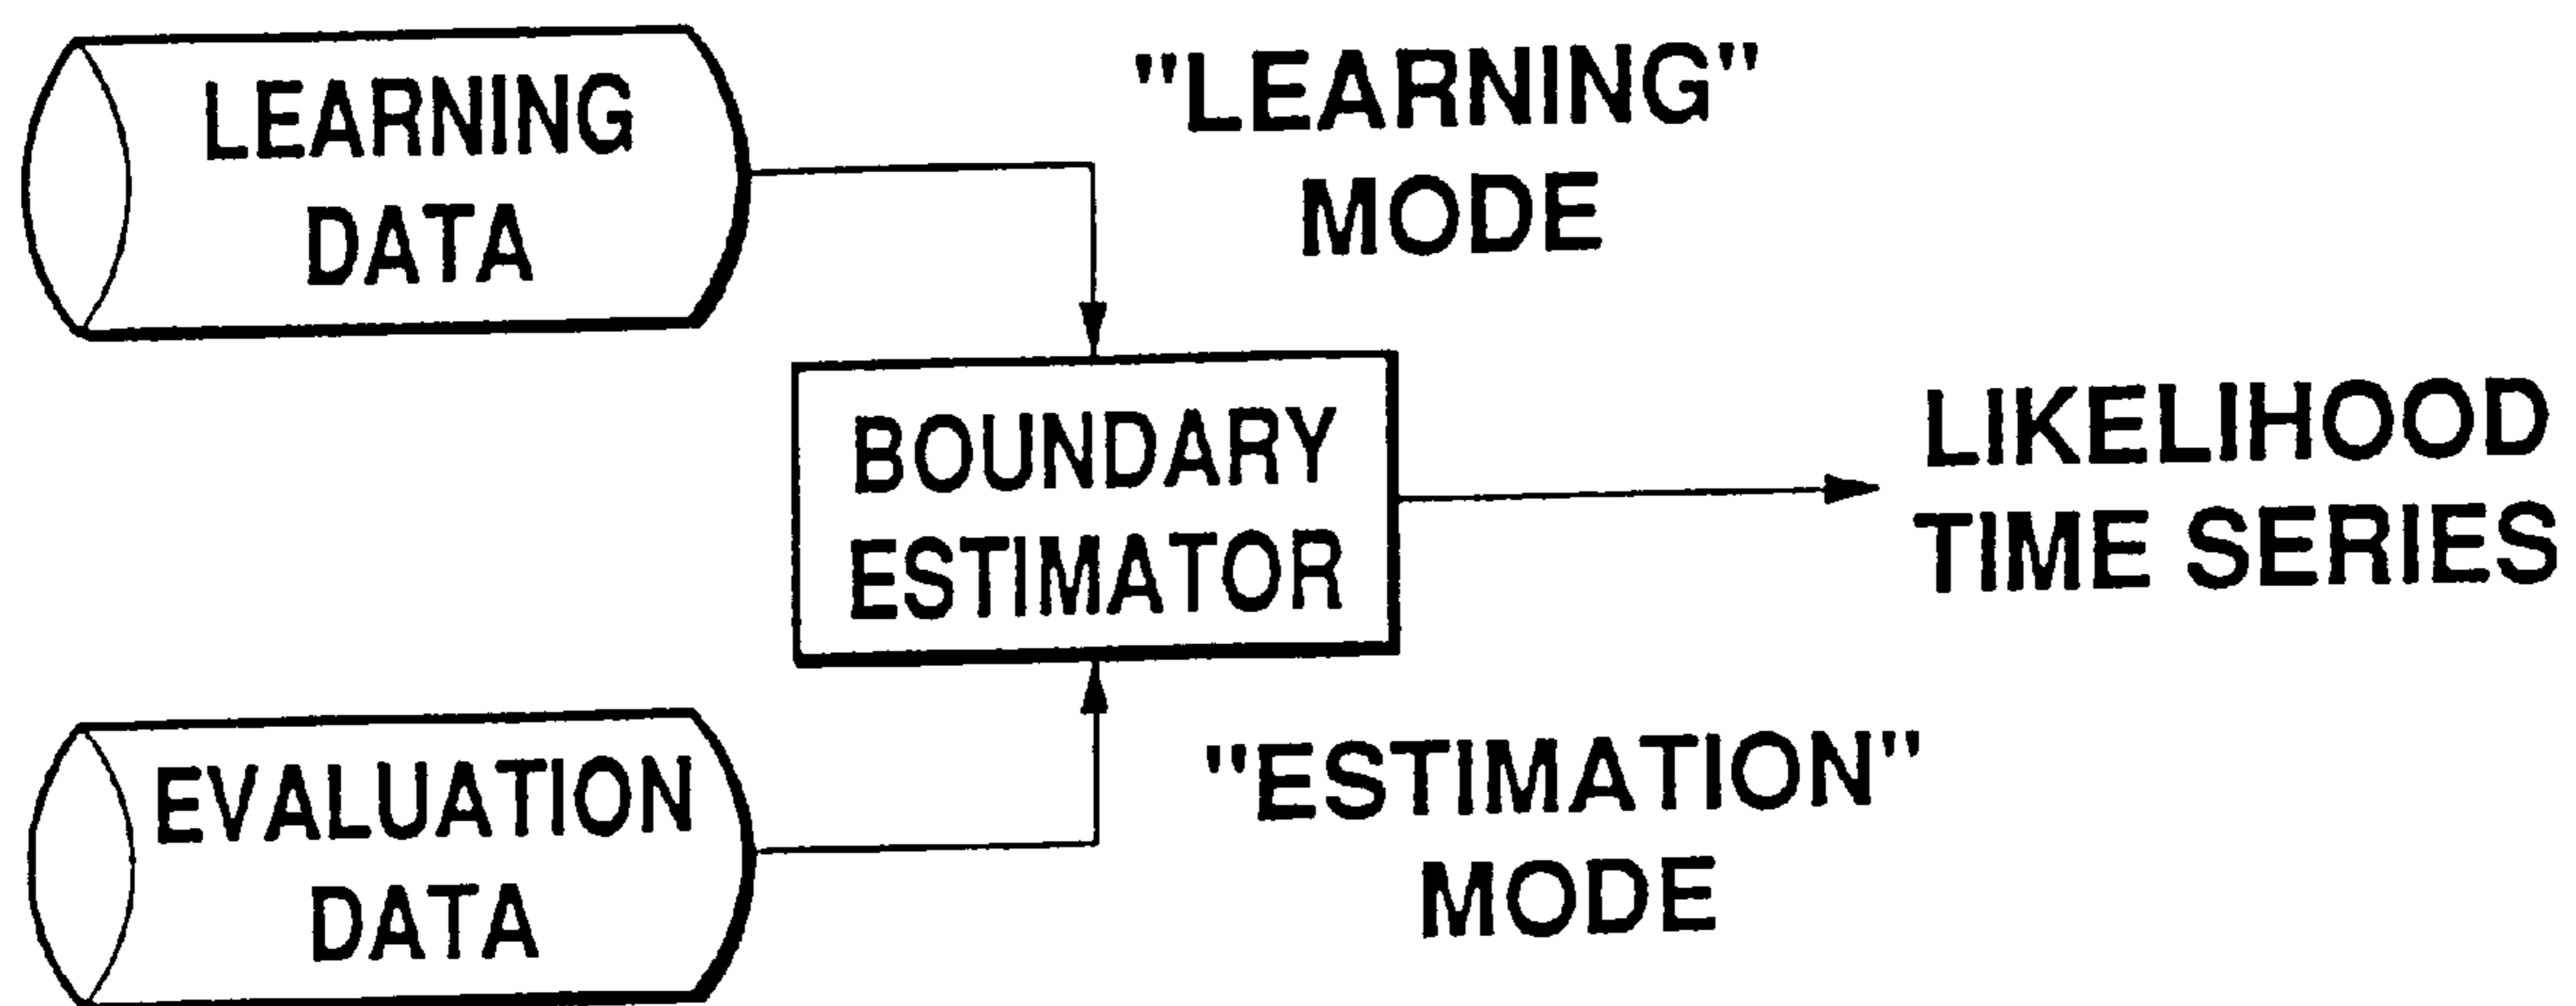 LEARNING
DATA
"LEARNING"
MODE
BOUNDARY
ESTIMATOR
LIKELIHOOD
TIME SERIES
EVALUATION
DATA
"ESTIMATION"
MODE